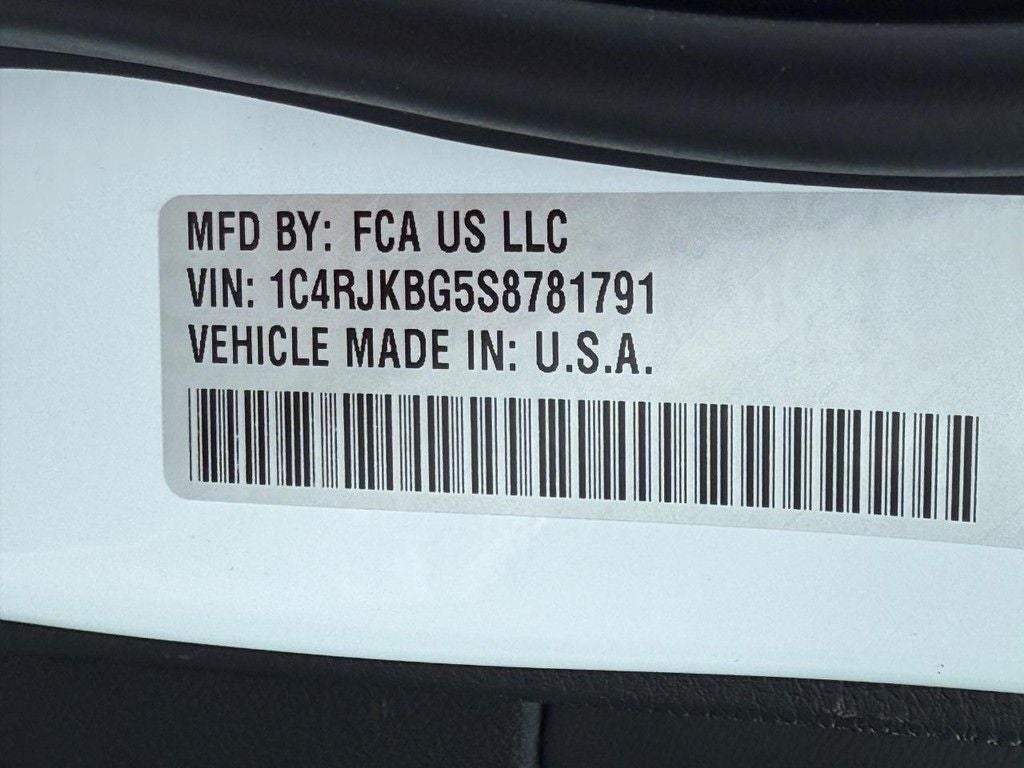 MFD BY: FCA US LLC
VIN: 1C4RJKBG5S8781791
VEHICLE MADE IN: U.S.A.